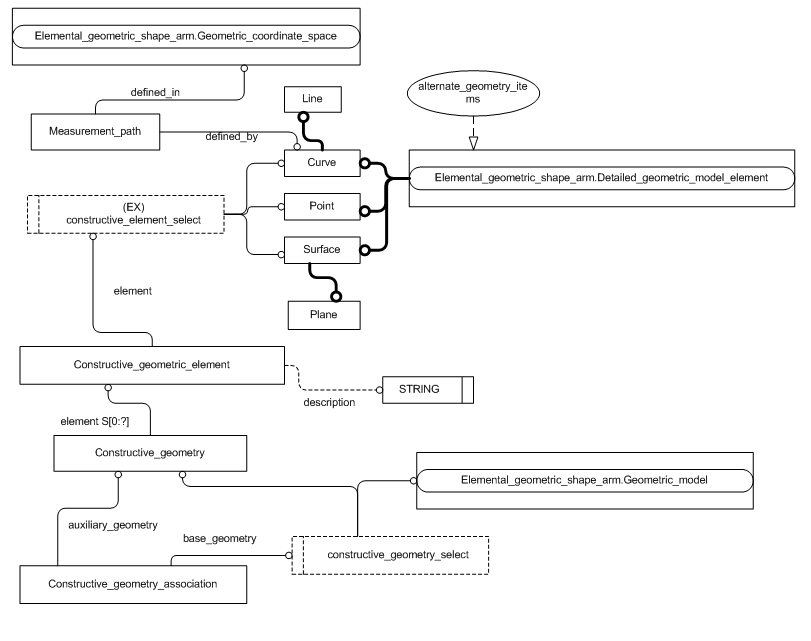 Elemental_geometric_shape_arm.Geometric_coordinate_space
defined_in
Line
alternate_geometry_ite
ms
Measurement_path
defined_by
Curve
Elemental_geometric_shape_arm.Detailed_geometric_model_element
(EX)
constructive_element_select
Point
Surface
element
Plane
Constructive_geometric_element
description
STRING
element S[0:?]
Constructive_geometry
Elemental_geometric_shape_arm.Geometric_model
auxiliary_geometry
base_geometry
constructive_geometry_select
Constructive_geometry_association